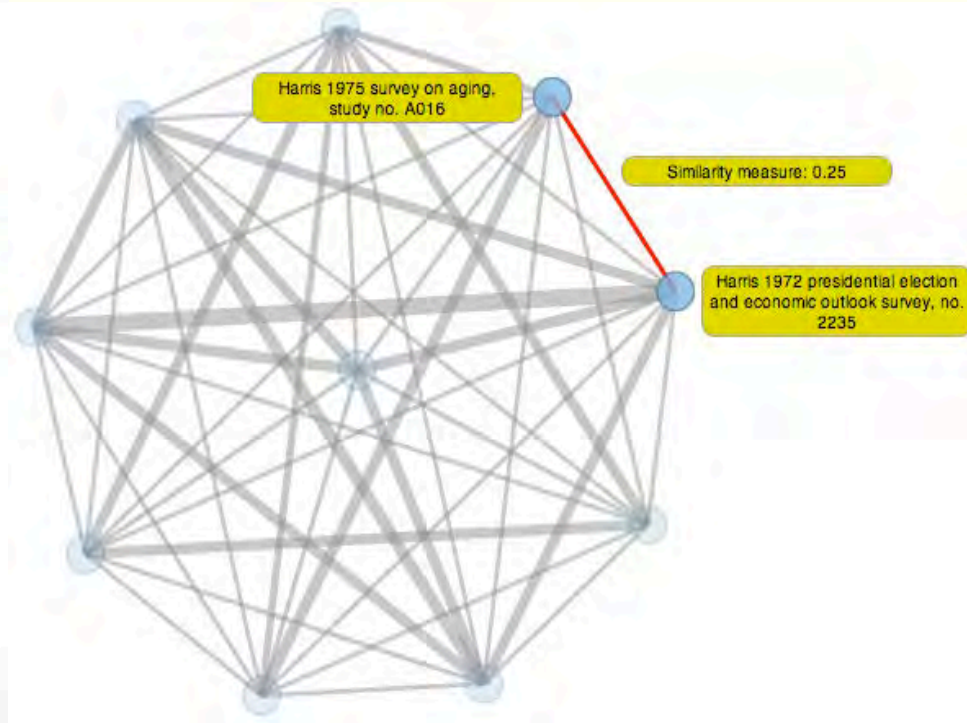 Harris 1975 survey on aging,
study no. A016
Similarity measure: 0.25
Harris 1972 presidential election
and economic outlook survey, no.
2235